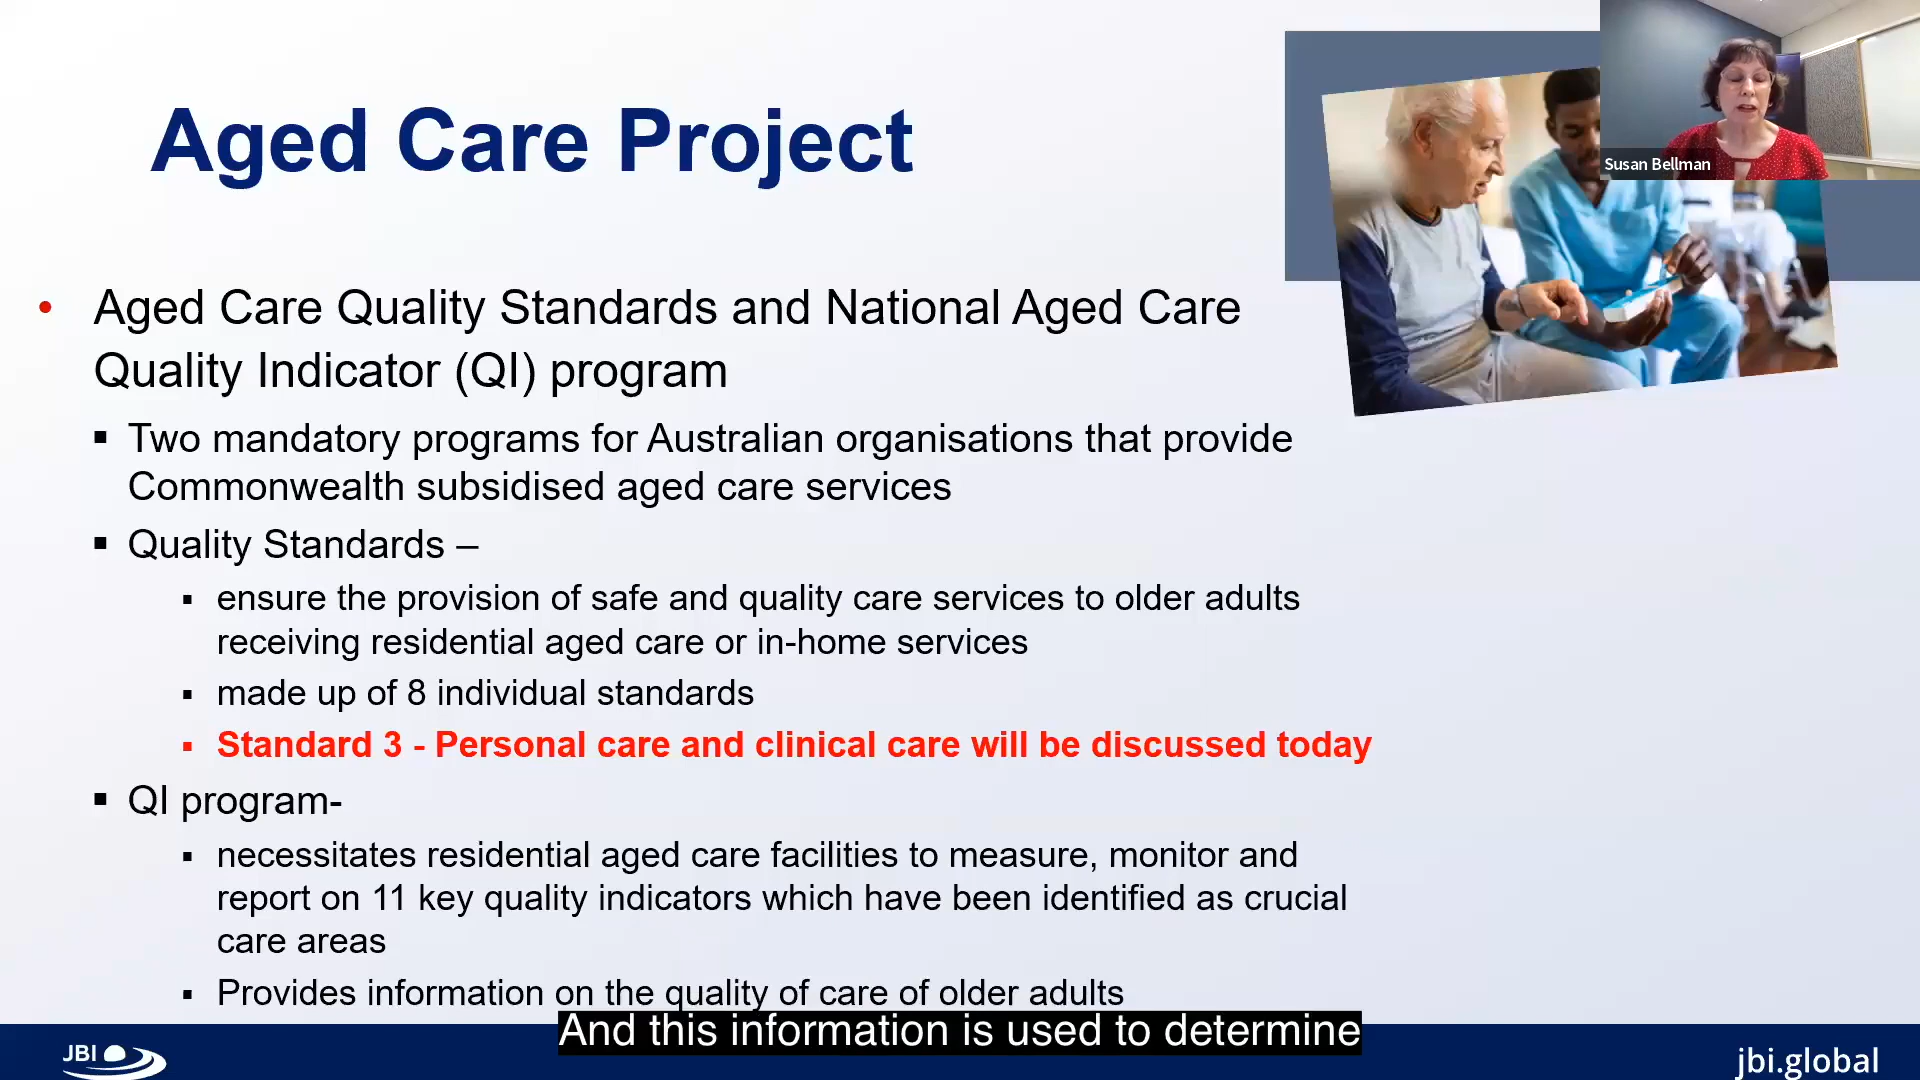 Aged Care Project
Susan Bellman
• Aged Care Quality Standards and National Aged Care
Quality Indicator (QI) program
▪ Two mandatory programs for Australian organisations that provide
Commonwealth subsidised aged care services
▪ Quality Standards –
▪ ensure the provision of safe and quality care services to older adults
receiving residential aged care or in-home services
▪ made up of 8 individual standards
▪ Standard 3 - Personal care and clinical care will be discussed today
▪ QI program-
▪ necessitates residential aged care facilities to measure, monitor and
report on 11 key quality indicators which have been identified as crucial
care areas
▪ Provides information on the quality of care of older adults
And this information is used to determine
JBI
jbi.global